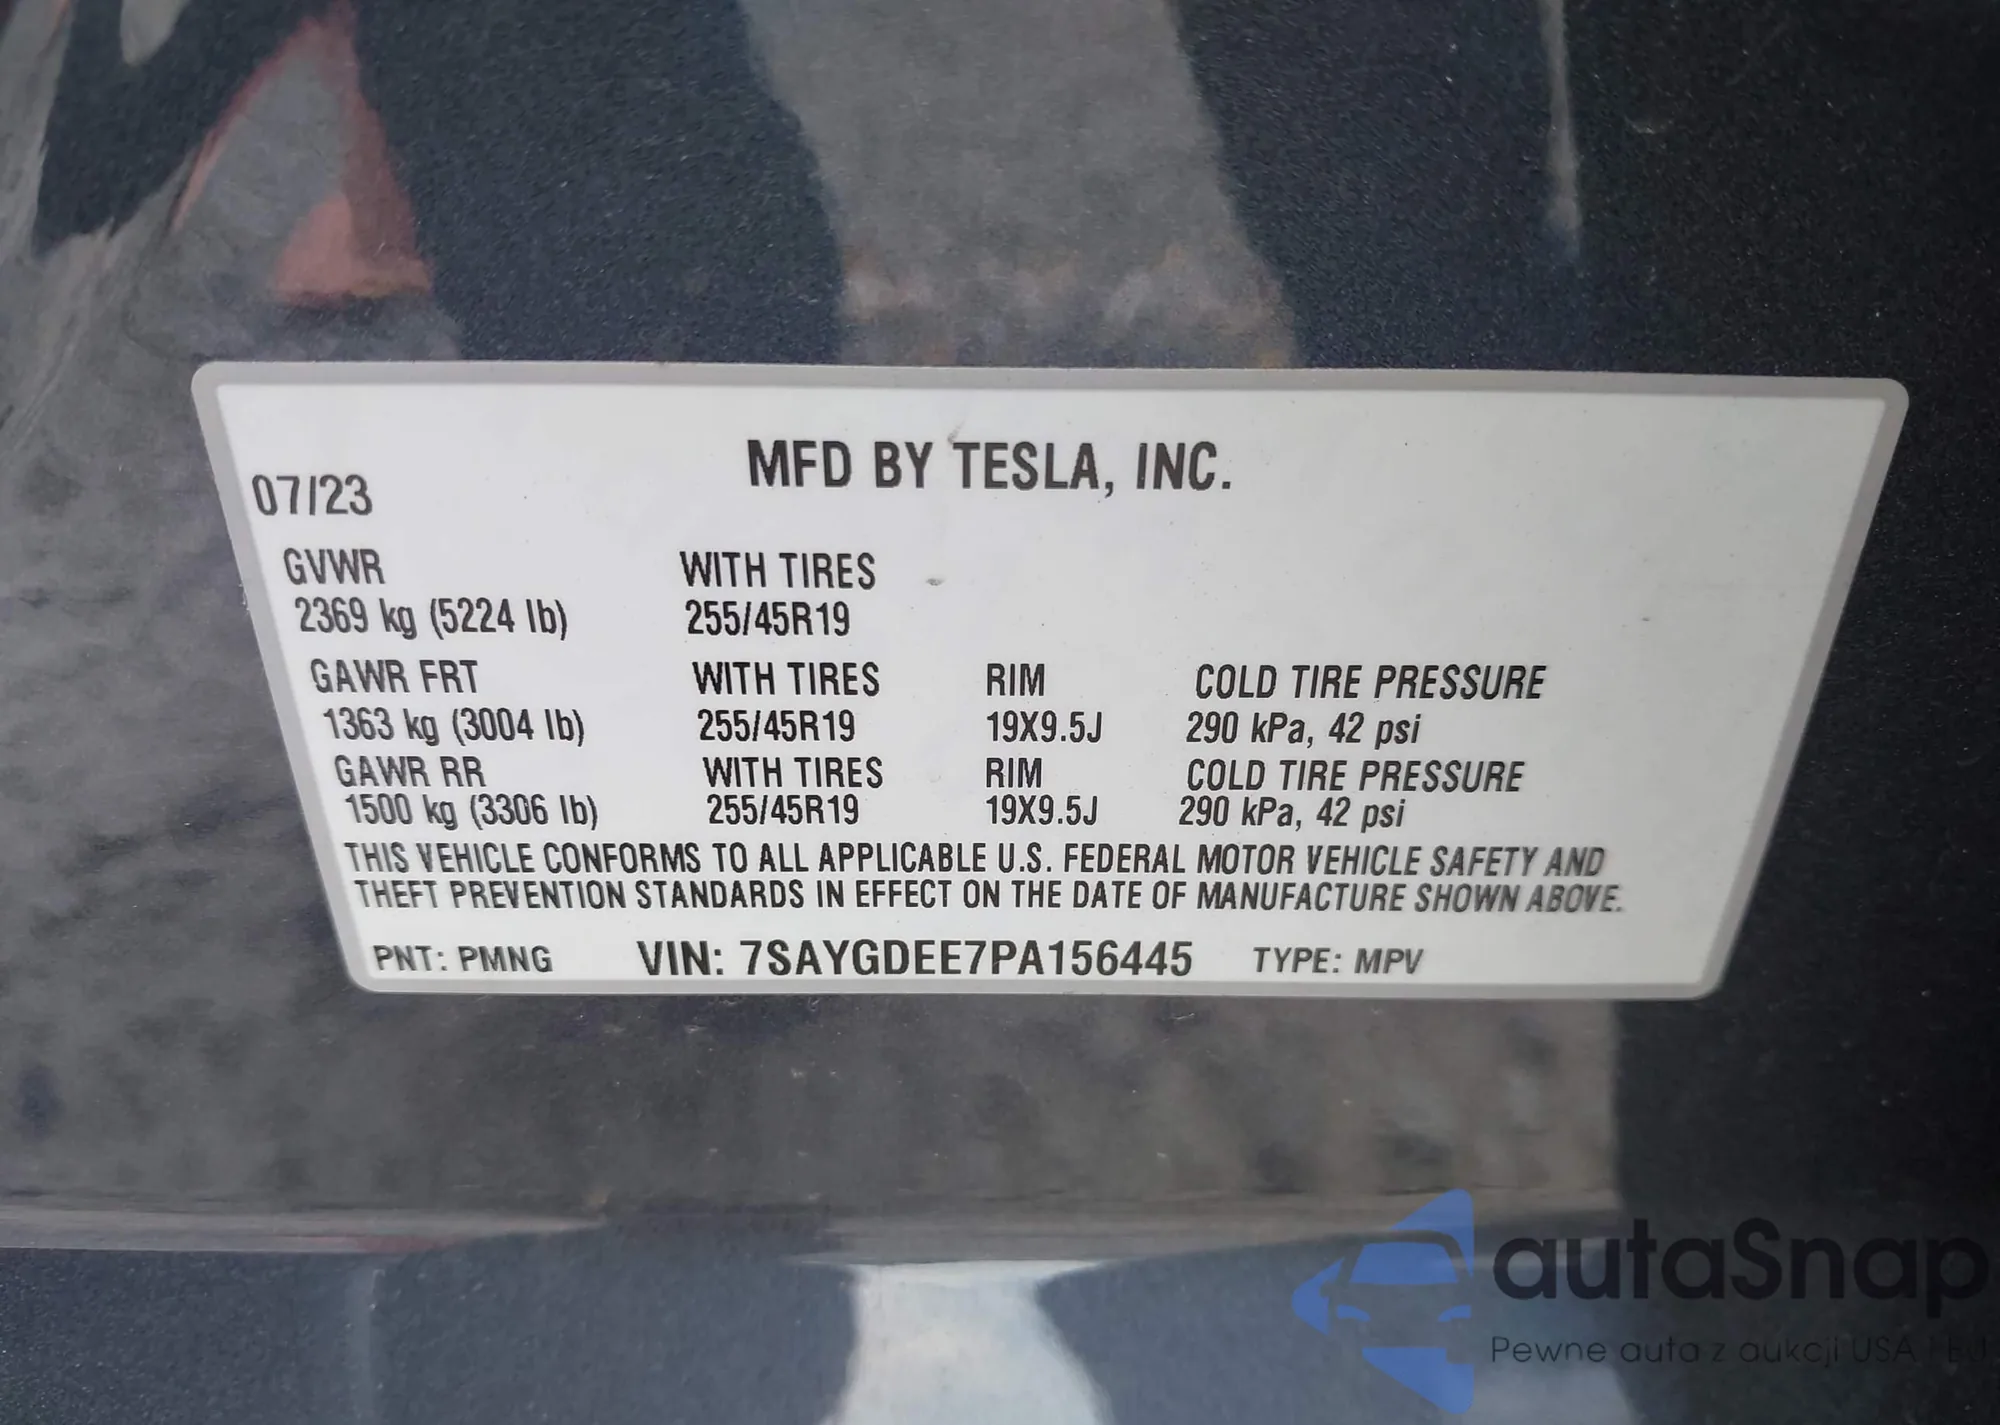 MFD BY TESLA, INC.
07/23
GVWR WITH TIRES
2369 kg (5224 lb) 255/45R19
GAWR FRT WITH TIRES RIM COLD TIRE PRESSURE
1363 kg (3004 lb) 255/45R19 19X9.5J 290 kPa, 42 psi
GAWR RR WITH TIRES RIM COLD TIRE PRESSURE
1500 kg (3306 lb) 255/45R19 19X9.5J 290 kPa, 42 psi
THIS VEHICLE CONFORMS TO ALL APPLICABLE U.S. FEDERAL MOTOR VEHICLE SAFETY AND
THEFT PREVENTION STANDARDS IN EFFECT ON THE DATE OF MANUFACTURE SHOWN ABOVE.
PNT: PMNG VIN: 7SAYGDEE7PA156445 TYPE: MPV
autaSnap
Pewne auta z aukcji USA i EU